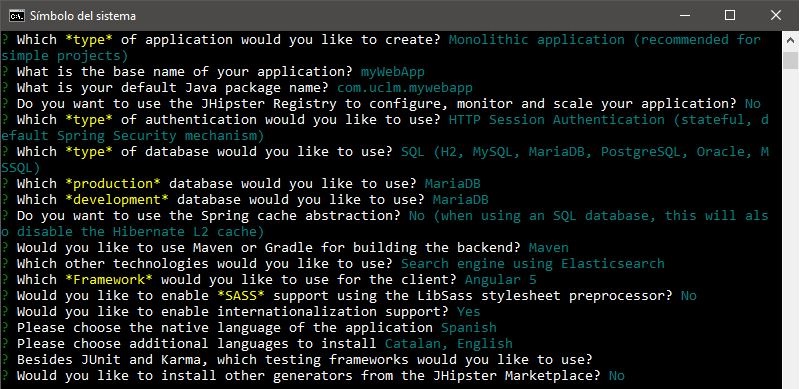 Símbolo del sistema
? Which *type* of application would you like to create? Monolithic application (recommended for
simple projects)
? What is the base name of your application? myWebApp
? What is your default Java package name? com.uclm.mywebapp
? Do you want to use the JHipster Registry to configure, monitor and scale your application? No
? Which *type* of authentication would you like to use? HTTP Session Authentication (stateful, d
efault Spring Security mechanism)
? Which *type* of database would you like to use? SQL (H2, MySQL, MariaDB, PostgreSQL, Oracle, M
SSQL)
? Which *production* database would you like to use? MariaDB
? Which *development* database would you like to use? MariaDB
? Do you want to use the Spring cache abstraction? No (when using an SQL database, this will als
o disable the Hibernate L2 cache)
? Would you like to use Maven or Gradle for building the backend? Maven
? Which other technologies would you like to use? Search engine using Elasticsearch
? Which *Framework* would you like to use for the client? Angular 5
? Would you like to enable *SASS* support using the LibSass stylesheet preprocessor? No
? Would you like to enable internationalization support? Yes
? Please choose the native language of the application Spanish
? Please choose additional languages to install Catalan, English
? Besides JUnit and Karma, which testing frameworks would you like to use?
? Would you like to install other generators from the JHipster Marketplace? No